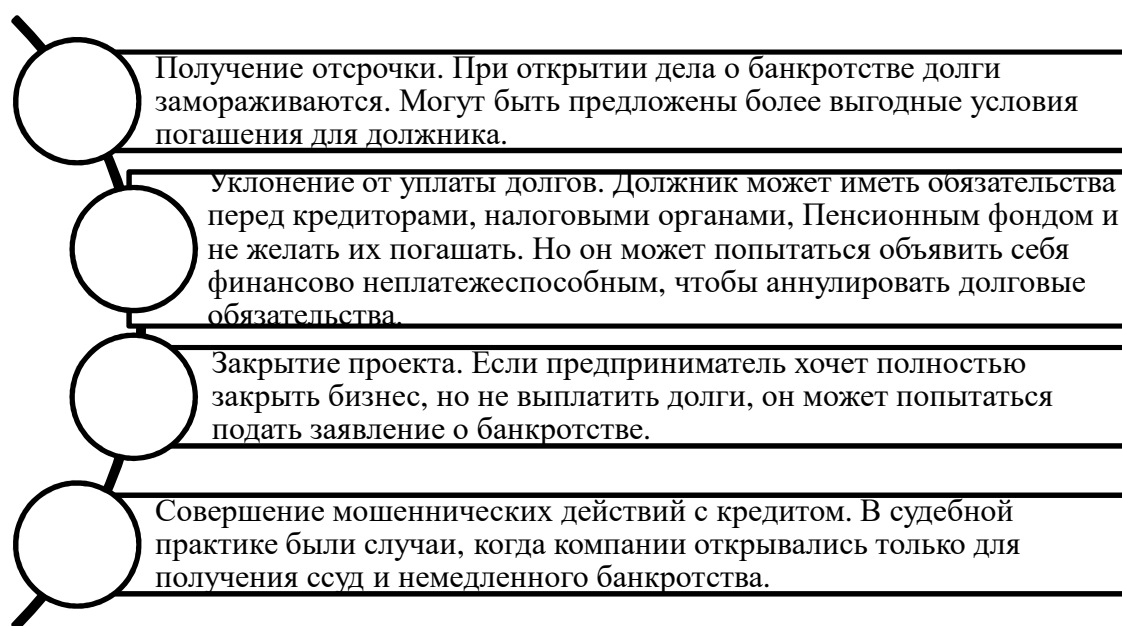 Получение отсрочки. При открытии дела о банкротстве долги
замораживаются. Могут быть предложены более выгодные условия
погашения для должника.
Уклонение от уплаты долгов. Должник может иметь обязательства
перед кредиторами, налоговыми органами, Пенсионным фондом и
не желать их погашать. Но он может попытаться объявить себя
финансово неплатежеспособным, чтобы аннулировать долговые
обязательства.
Закрытие проекта. Если предприниматель хочет полностью
закрыть бизнес, но не выплатить долги, он может попытаться
подать заявление о банкротстве.
Совершение мошеннических действий с кредитом. В судебной
практике были случаи, когда компании открывались только для
получения ссуд и немедленного банкротства.